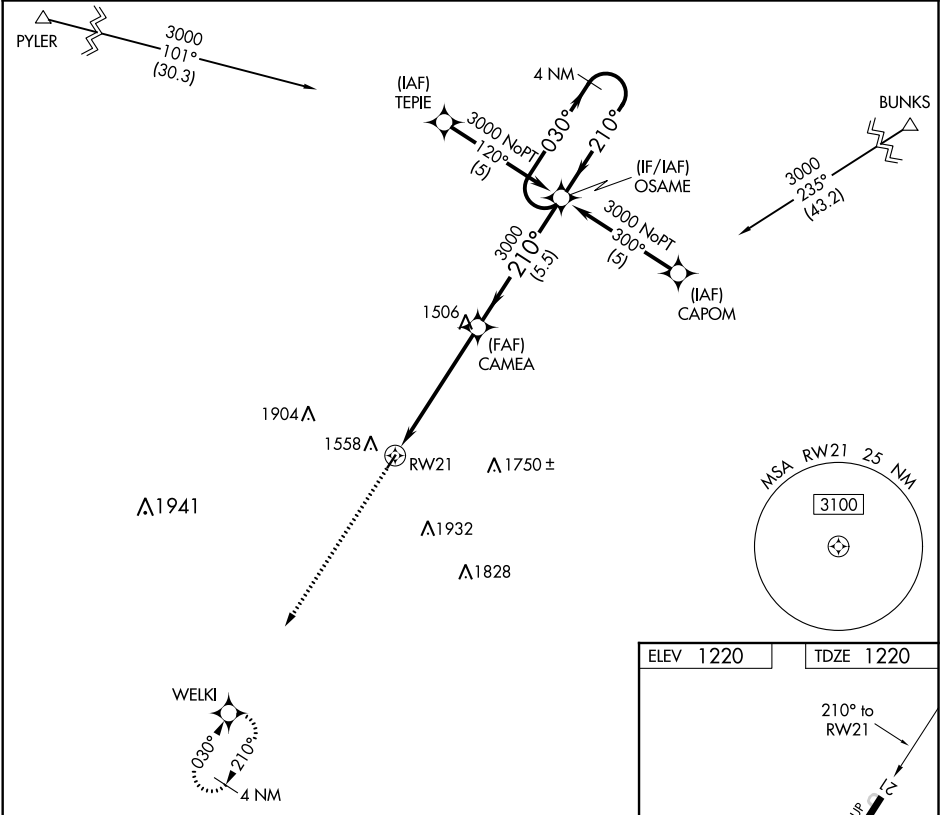 PYLER
3000
101°
(30.3)
(IAF)
TEPIE
3000 NoPT
120°
(5)
4 NM
030°
210°
(IF/IAF)
OSAME
BUNKS
3000
235°
(43.2)
3000 NoPT
300°
(5)
(IAF)
CAPOM
3000
210°
(5.5)
1506
(FAF)
CAMEA
1904
1558
RW21
1750 ±
1941
1932
1828
MSA RW21 25 NM
3100
WELKI
030°
210°
4 NM
ELEV 1220
TDZE 1220
210° to
RW21
21
UP